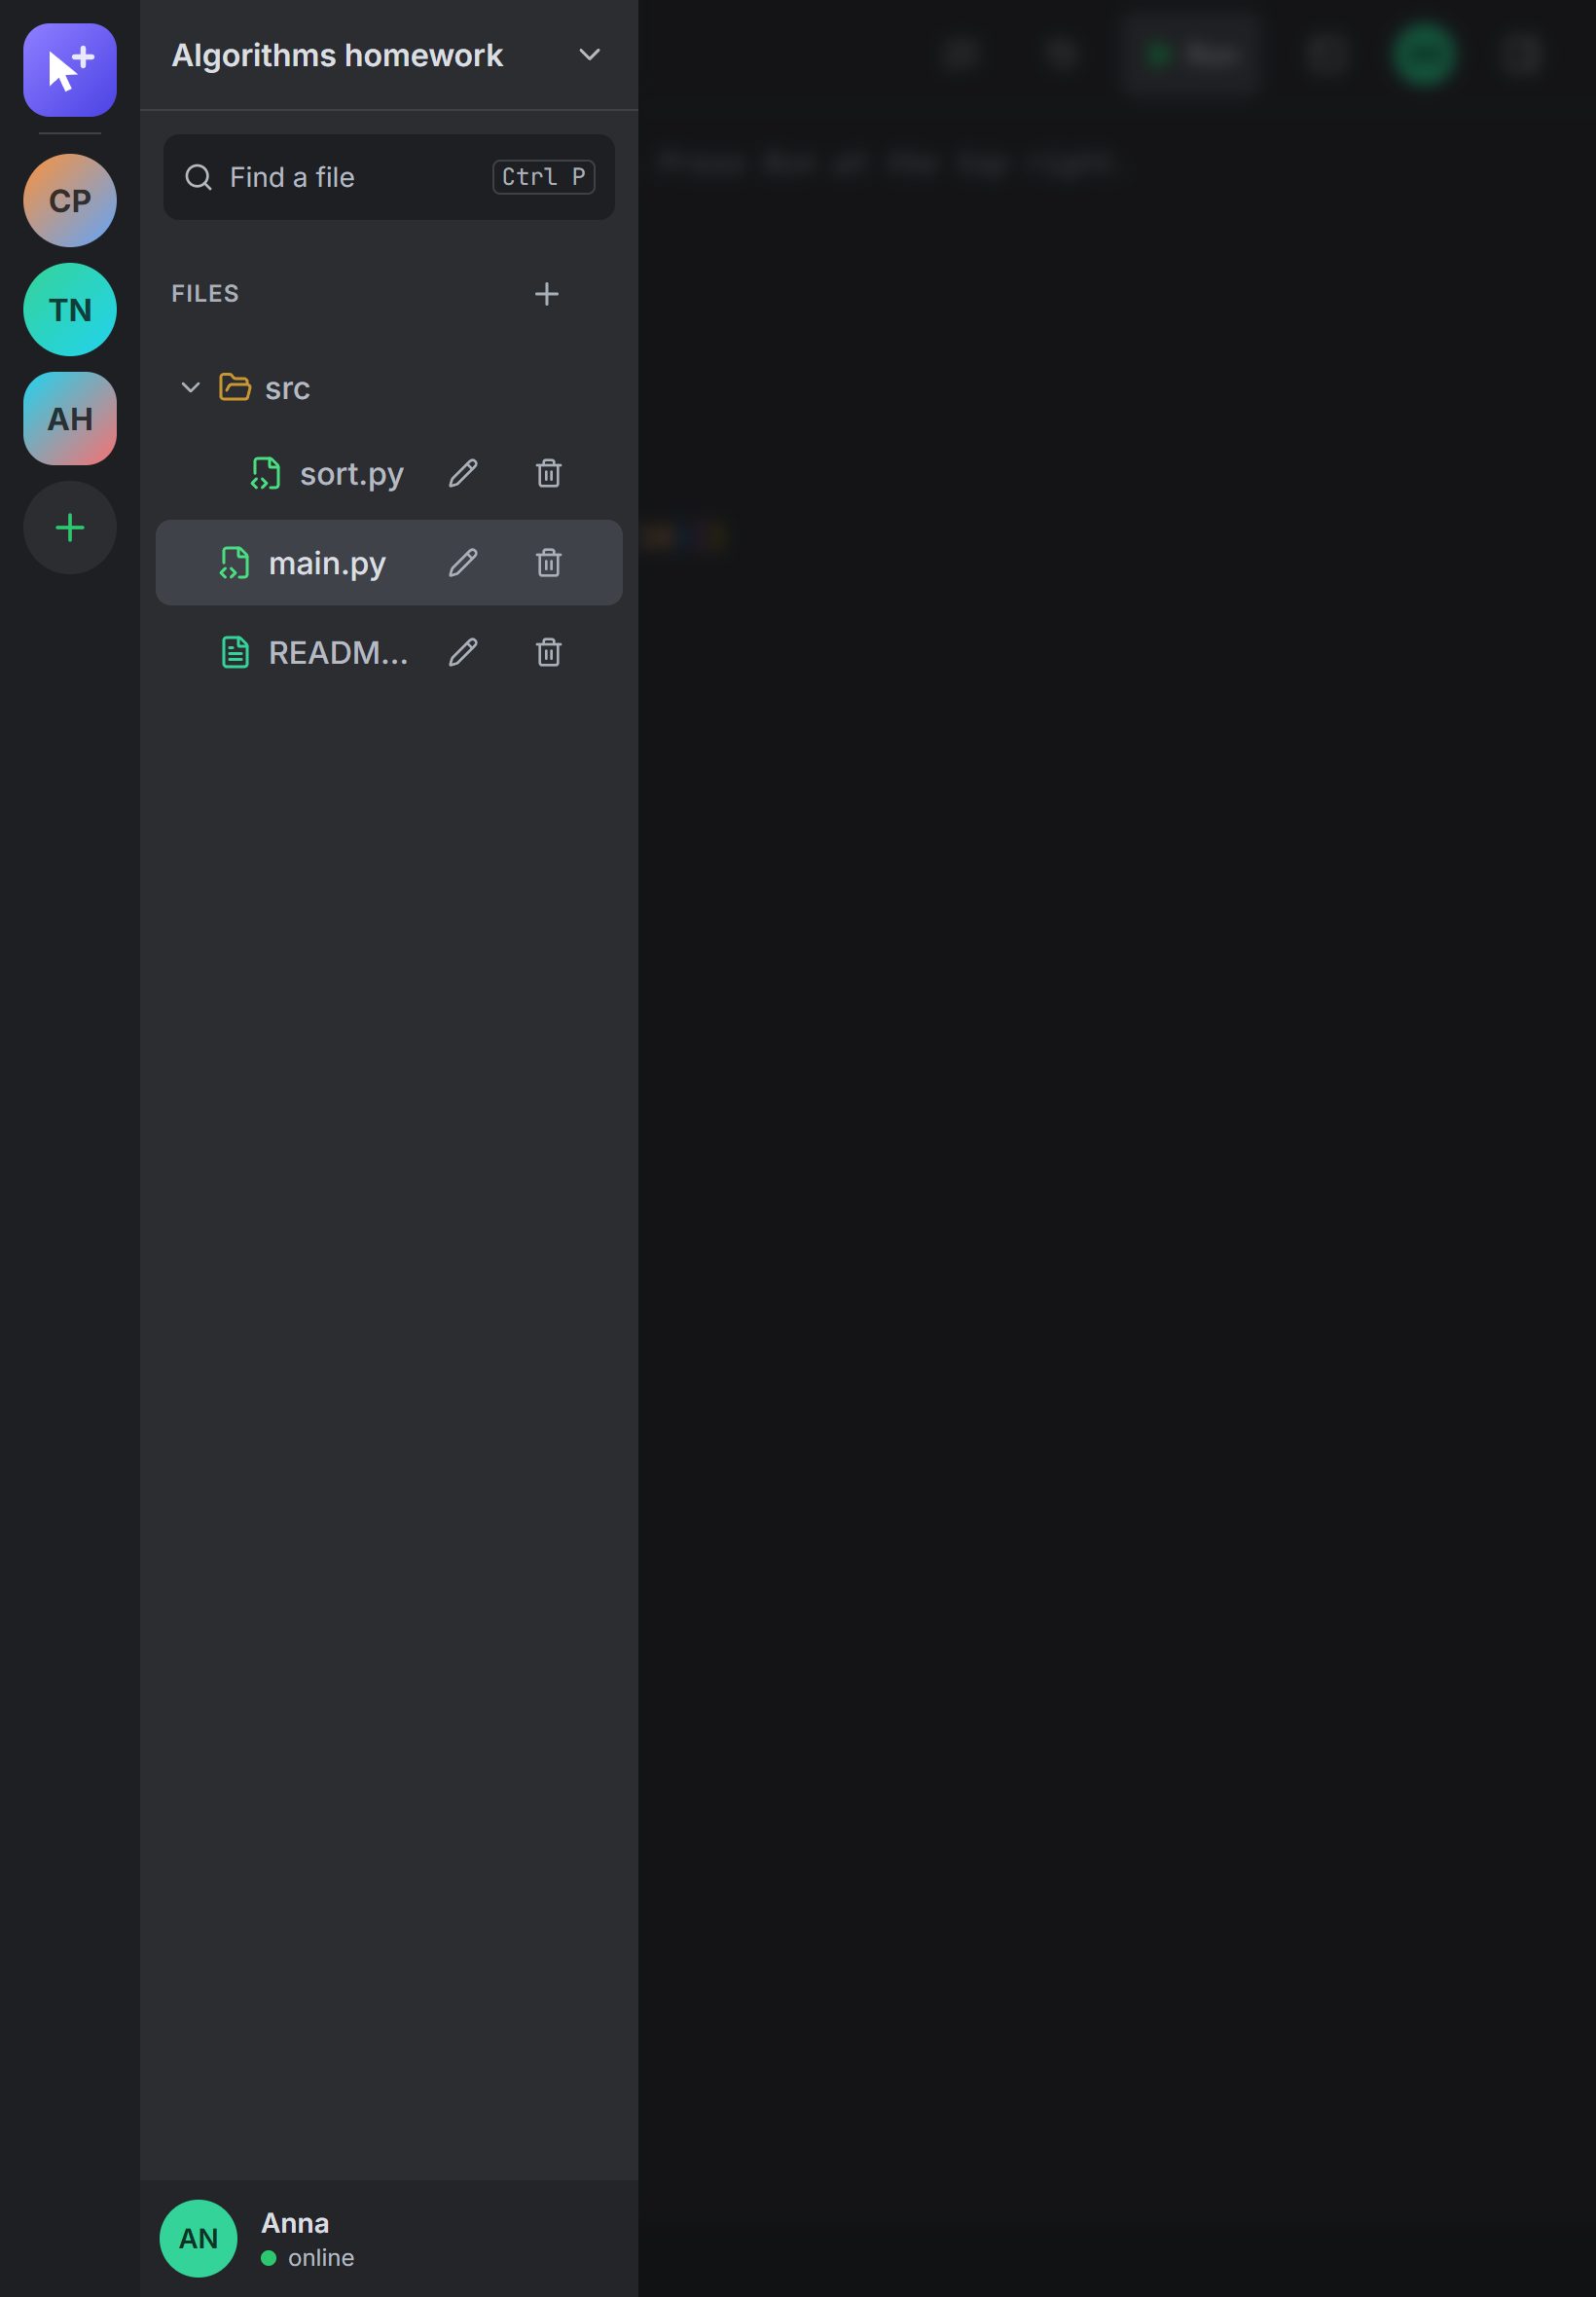 Algorithms homework
CP
TN
AH
Find a file
Ctrl P
FILES
src
sort.py
main.py
READM...
AN
Anna
online